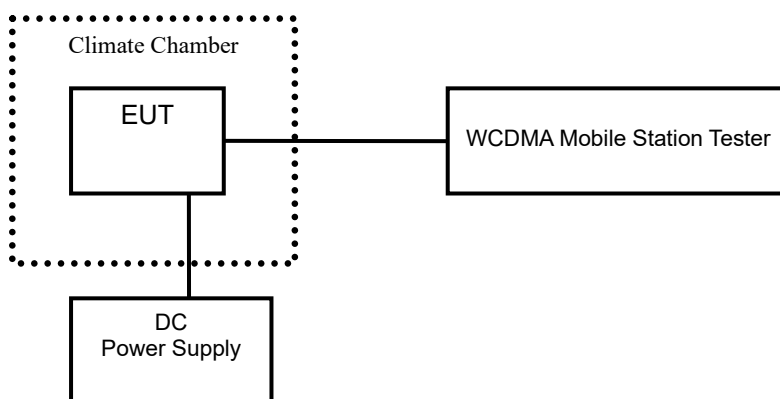 Climate Chamber
EUT
WCDMA Mobile Station Tester
DC
Power Supply